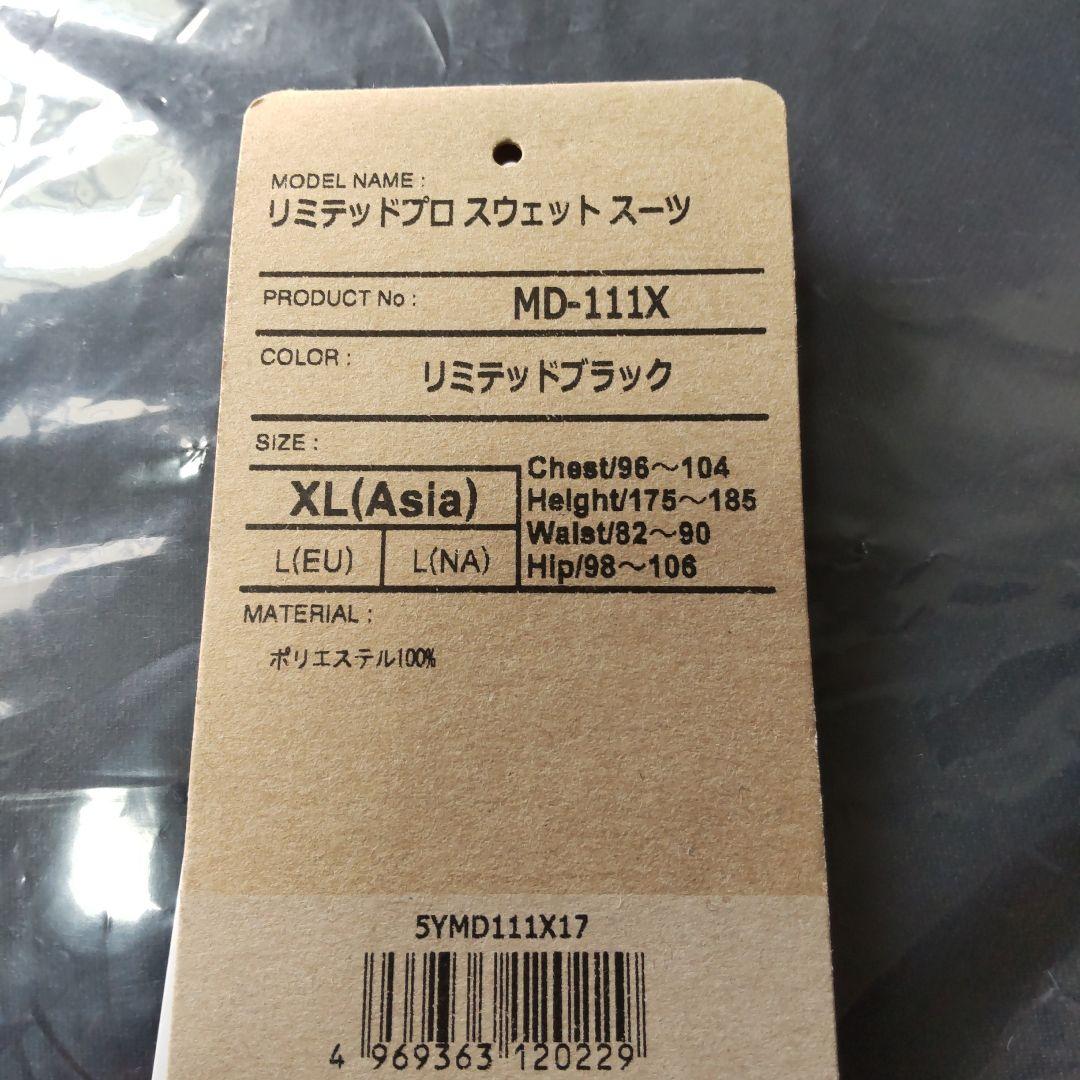 MODEL NAME :
リミテッドプロ スウェット スーツ
PRODUCT No : MD-111X
COLOR : リミテッドブラック
SIZE :
XL(Asia)
L(EU) L(NA)
Chest/96～104
Height/175～185
Waist/82～90
Hip/98～106
MATERIAL :
ポリエステル100%
5YMD111X17
4 969363 120229